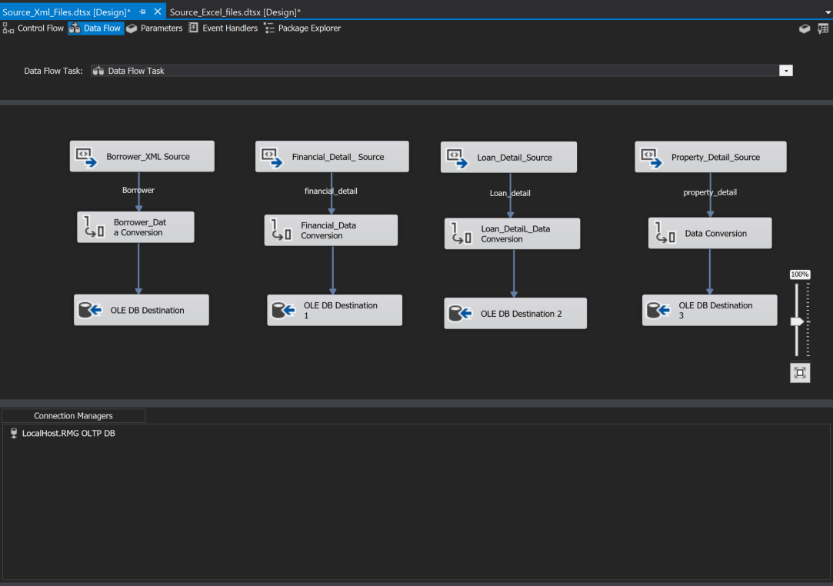 Source_Xml_Files.dtsx [Design]* Source_Excel_files.dtsx [Design]*
Control Flow Data Flow Parameters Event Handlers Package Explorer
Data Flow Task: Data Flow Task
Borrower_XML Source
Financial_Detail_ Source
Loan_Detail_Source
Property_Detail_Source
Borrower
financial_detail
Loan_detail
property_detail
Borrower_Dat
a Conversion
Financial_Data
Conversion
Loan_DetaiL_Data
Conversion
Data Conversion
100%
OLE DB Destination
OLE DB Destination
1
OLE DB Destination 2
OLE DB Destination
3
Connection Managers
LocalHost.RMG OLTP DB